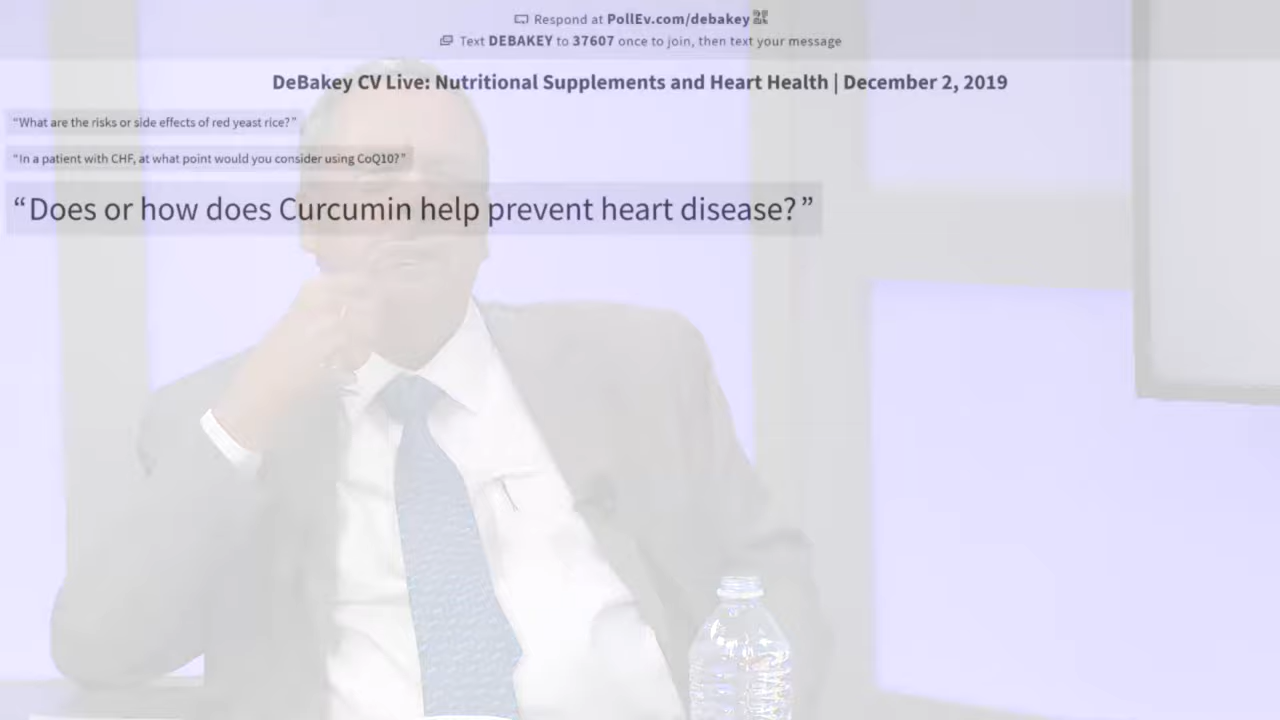 Respond at PollEv.com/debakey
Text DEBAKEY to 37607 once to join, then text your message
DeBakey CV Live: Nutritional Supplements and Heart Health | December 2, 2019
“What are the risks or side effects of red yeast rice?”
“In a patient with CHF, at what point would you consider using CoQ10?”
“Does or how does Curcumin help prevent heart disease?”